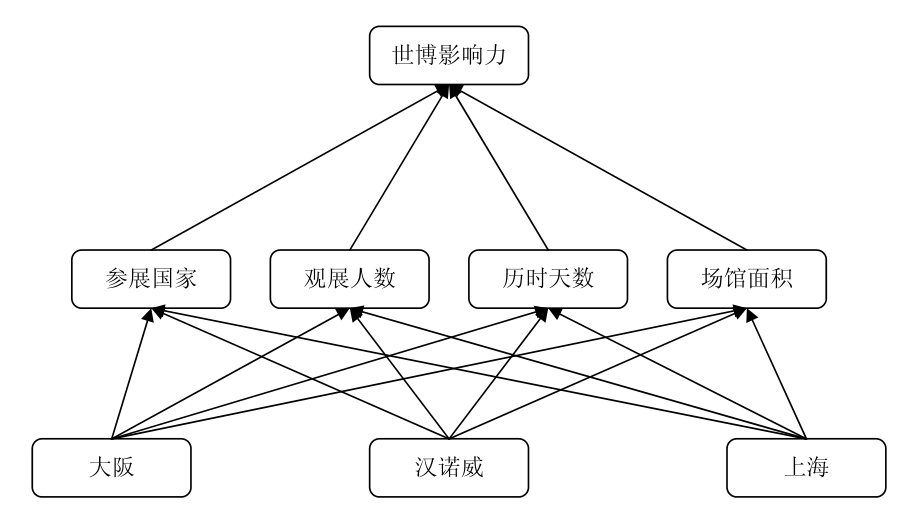 世博影响力
参展国家
观展人数
历时天数
场馆面积
大阪
汉诺威
上海